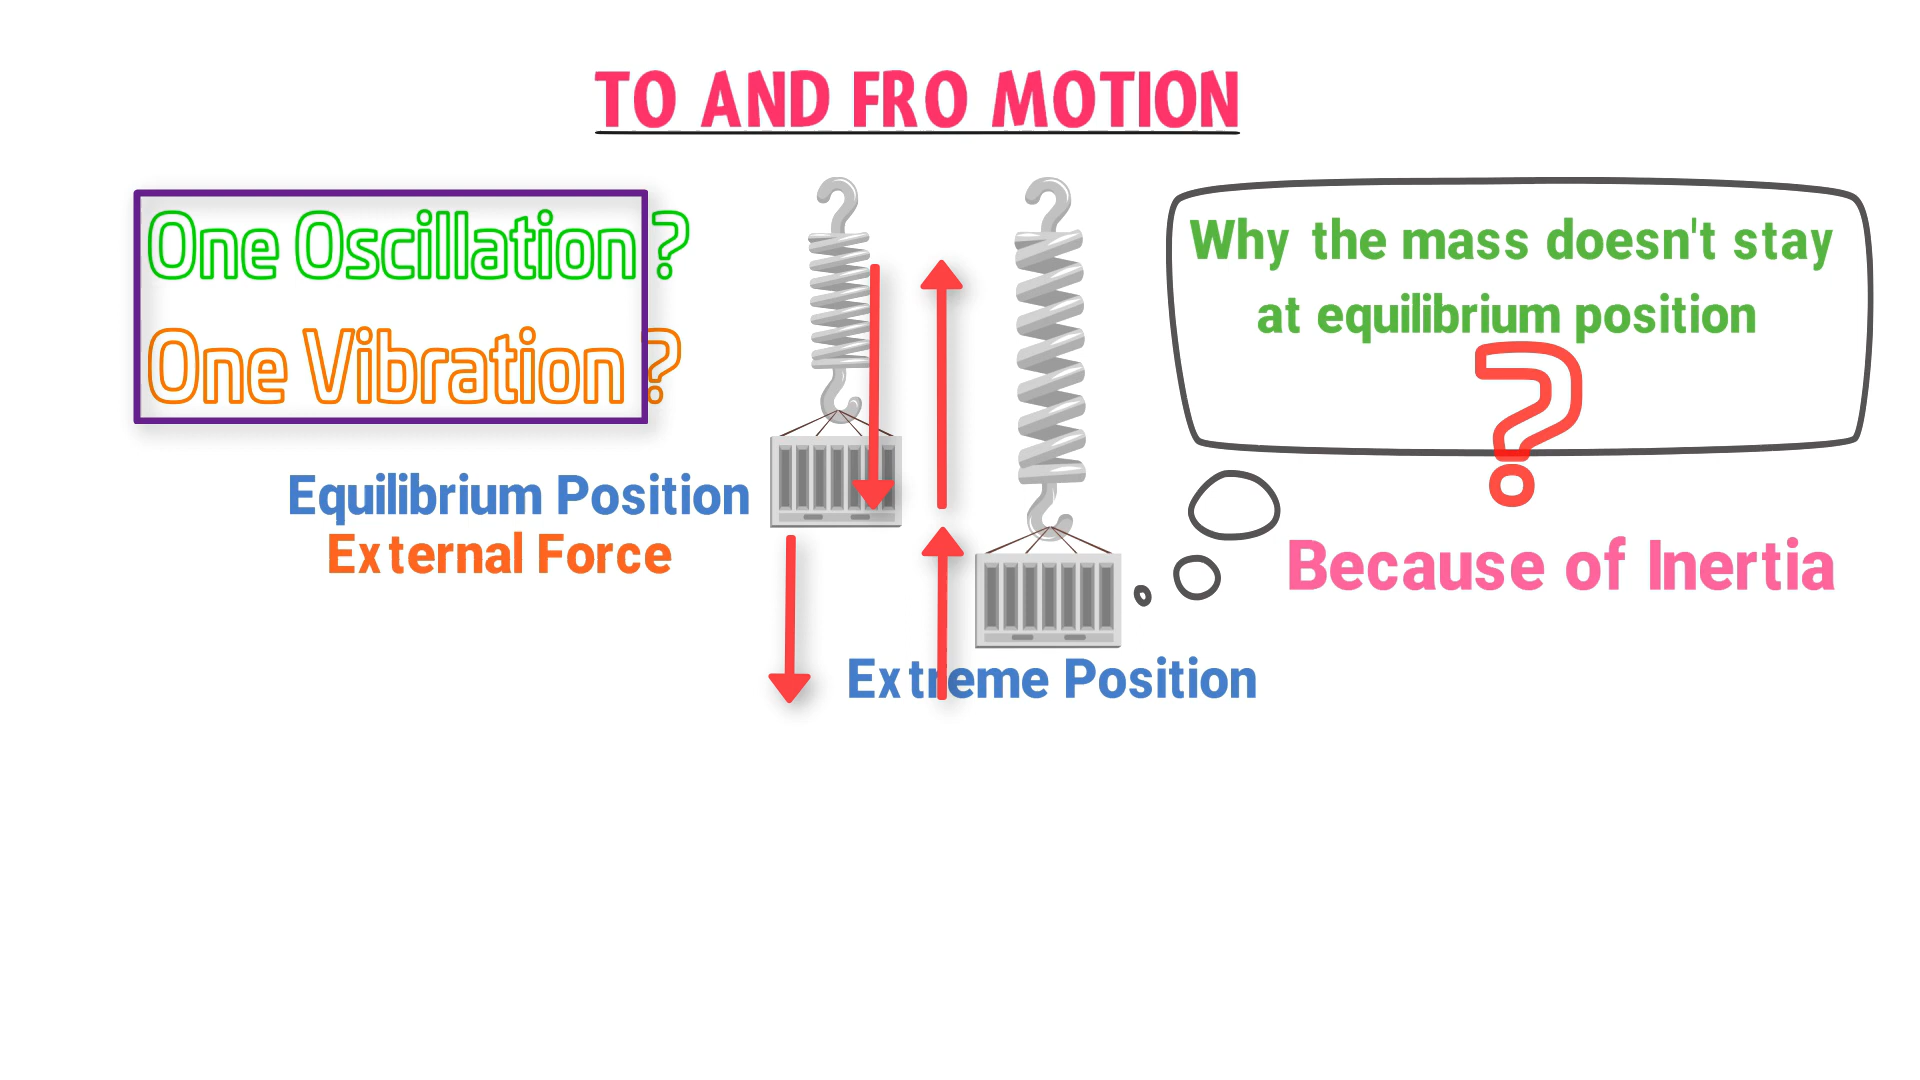 TO AND FRO MOTION
One Oscillation?
One Vibration?
Equilibrium Position
External Force
Extreme Position
Why the mass doesn't stay
at equilibrium position
?
Because of Inertia